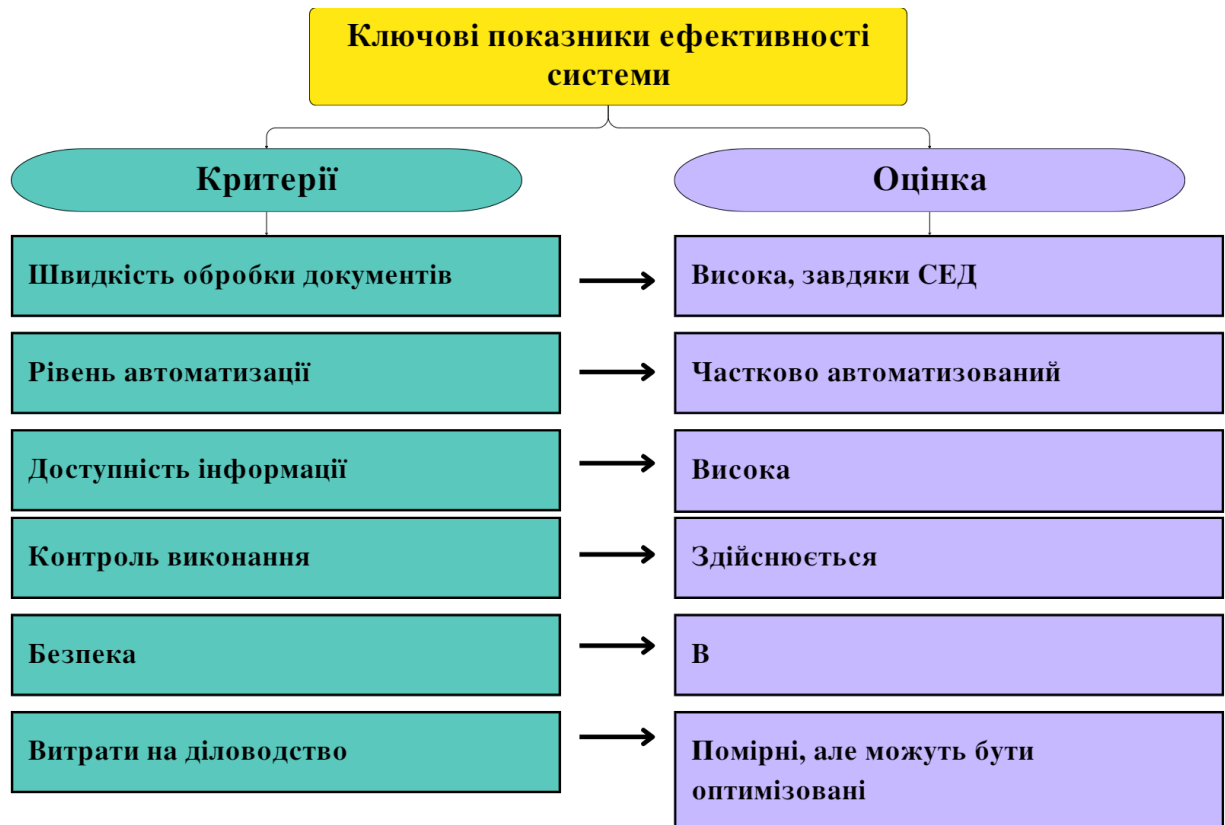 Ключові показники ефективності
системи
Критерії
Оцінка
Швидкість обробки документів
Висока, завдяки СЕД
Рівень автоматизації
Частково автоматизований
Доступність інформації
Висока
Контроль виконання
Здійснюється
Безпека
В
Витрати на діловодство
Помірні, але можуть бути
оптимізовані